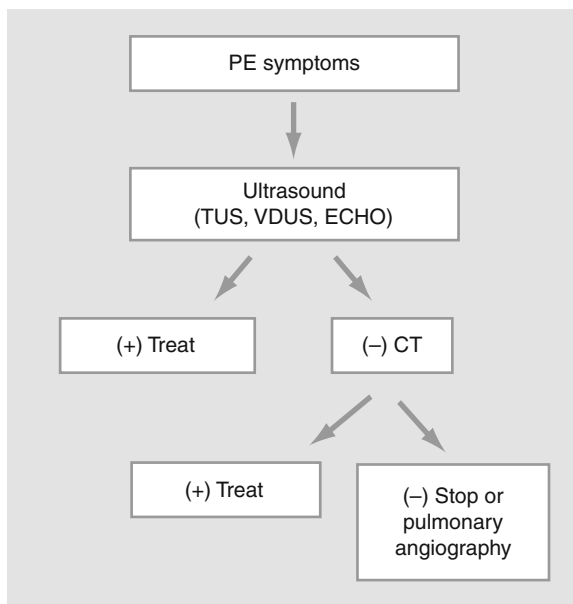 PE symptoms
Ultrasound
(TUS, VDUS, ECHO)
(+) Treat
(–) CT
(+) Treat
(–) Stop or
pulmonary
angiography